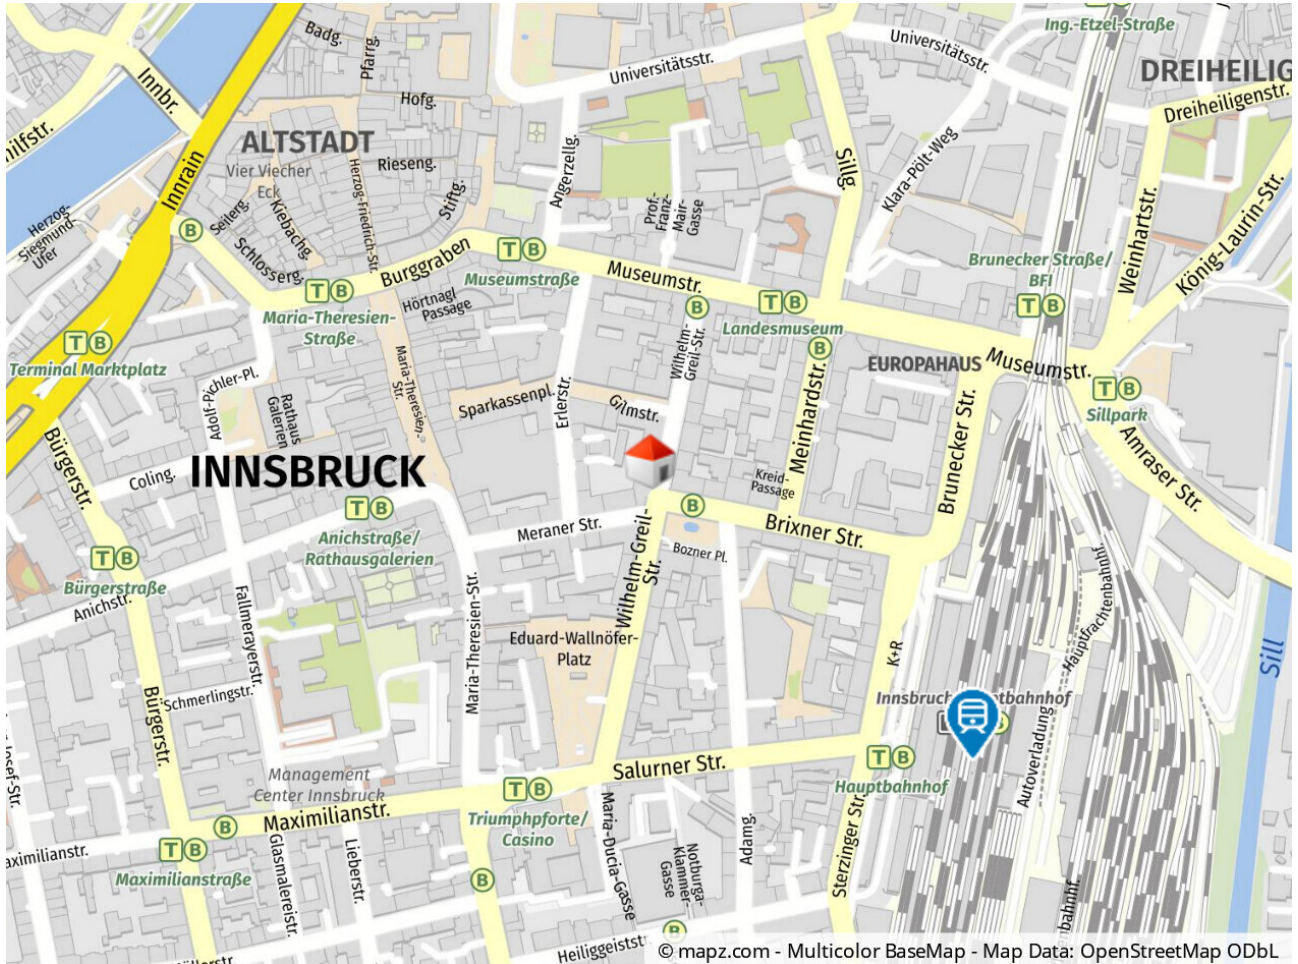 Badg.
Pfarrg.
Ing.-Etzel-Straße
Universitätsstr.
Universitätsstr.
DREIHEILIG
Dreiheiligenstr.
Innbr.
Hofg.
ALTSTADT
Vier Viecher
Eck
Rieseng.
Herzog-Friedrich-Str.
Stiftg.
Angerzellg.
Sillg.
Klara-Pölt-Weg
Innrain
Herzog-
Siegmund
Ufer
B
Seilerg.
Kiebachg.
Schlosserg.
Prof.-
Franz-
Mair-
Gasse
Weinhartstr.
König-Laurin-Str.
Burggraben
T B
Museumstraße
Museumstr.
Brunecker Straße/
BFI
T B
T B
Maria-Theresien-
Straße
Hörtnagl
Passage
B
T B
Landesmuseum
T B
Terminal Marktplatz
Wilhelm-
Greil-Str.
B
EUROPAHAUS
Museumstr.
Adolf-Pichler-Pl.
Maria-Theresien-
Str.
Sparkassenpl.
Erlerstr.
Gilmstr.
Meinhardstr.
Brunecker Str.
T B
Sillpark
Rathaus
Galerien
Bürgerstr.
Coling.
INNSBRUCK
Kreid-
Passage
Amraser Str.
T B
Anichstraße/
Rathausgalerien
Meraner Str.
B
Brixner Str.
Bozner Pl.
Wilhelm-Greil-
Str.
T B
Bürgerstraße
Anichstr.
Fallmerayerstr.
Maria-Theresien-Str.
Eduard-Wallnöfer-
Platz
Hauptfrachtenbahnhf.
K+R
Sill
Schmerlingstr.
Bürgerstr.
Autoverladung
T B
Hauptbahnhof
Salurner Str.
Management
Center Innsbruck
Maximilianstr.
T B
Triumphpforte/
Casino
B
T B
Maximilianstraße
Glasmalereistr.
Lieberstr.
B
Maria-Ducia-Gasse
Notburga-
Klammer-
Gasse
Adamg.
Sterzinger Str.
B
Heiliggeiststr.
© mapz.com - Multicolor BaseMap - Map Data: OpenStreetMap ODbL